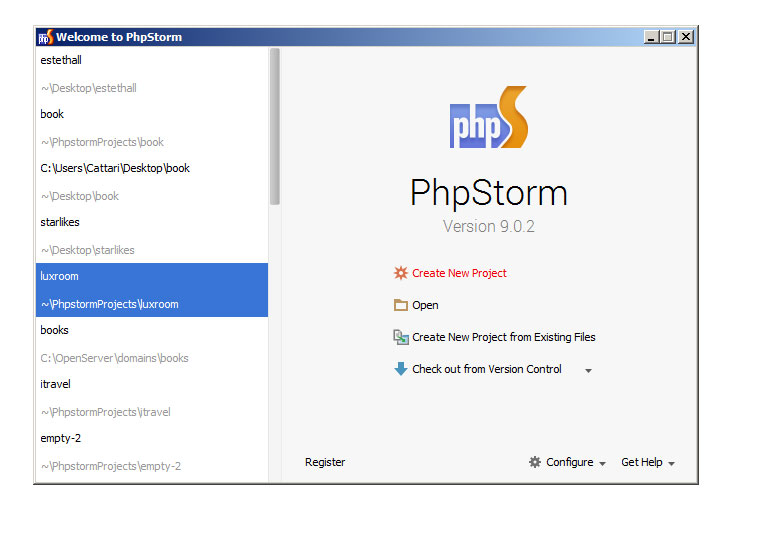 Welcome to PhpStorm
estethall
~\Desktop\estethall
book
~\PhpstormProjects\book
C:\Users\Cattari\Desktop\book
~\Desktop\book
starlikes
~\Desktop\starlikes
luxroom
~\PhpstormProjects\luxroom
books
C:\OpenServer\domains\books
itravel
~\PhpstormProjects\itravel
empty-2
~\PhpstormProjects\empty-2
phpS
PhpStorm
Version 9.0.2
Create New Project
Open
Create New Project from Existing Files
Check out from Version Control
Register
Configure
Get Help